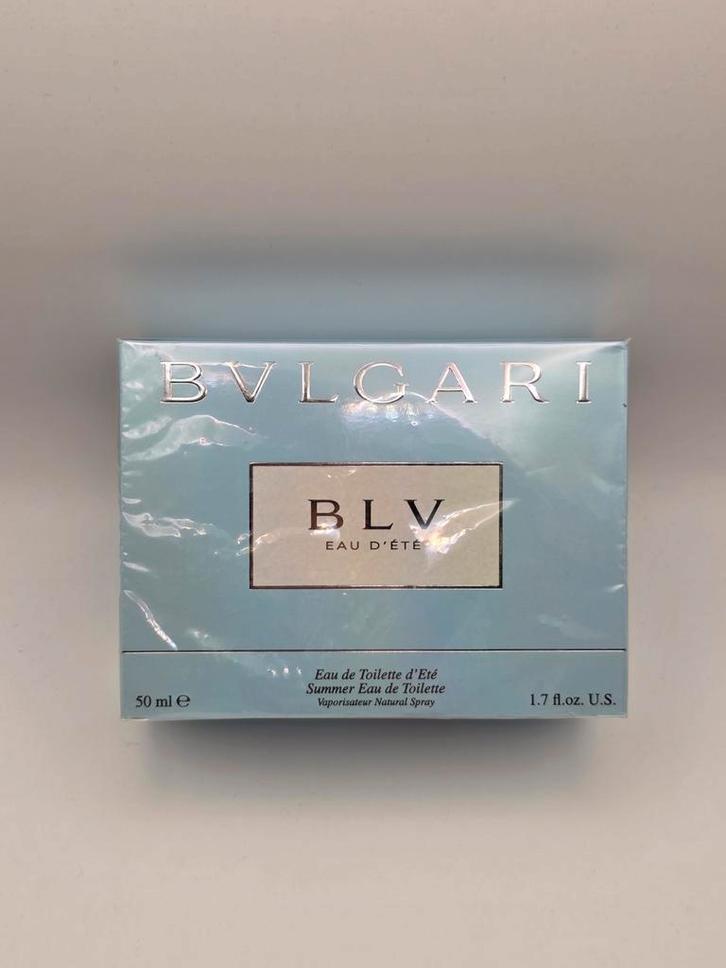 BVLGARI
BLV
EAU D'ÉTÉ
Eau de Toilette d'Eté
Summer Eau de Toilette
Vaporisateur Natural Spray
50 ml ℮
1.7 fl.oz. U.S.